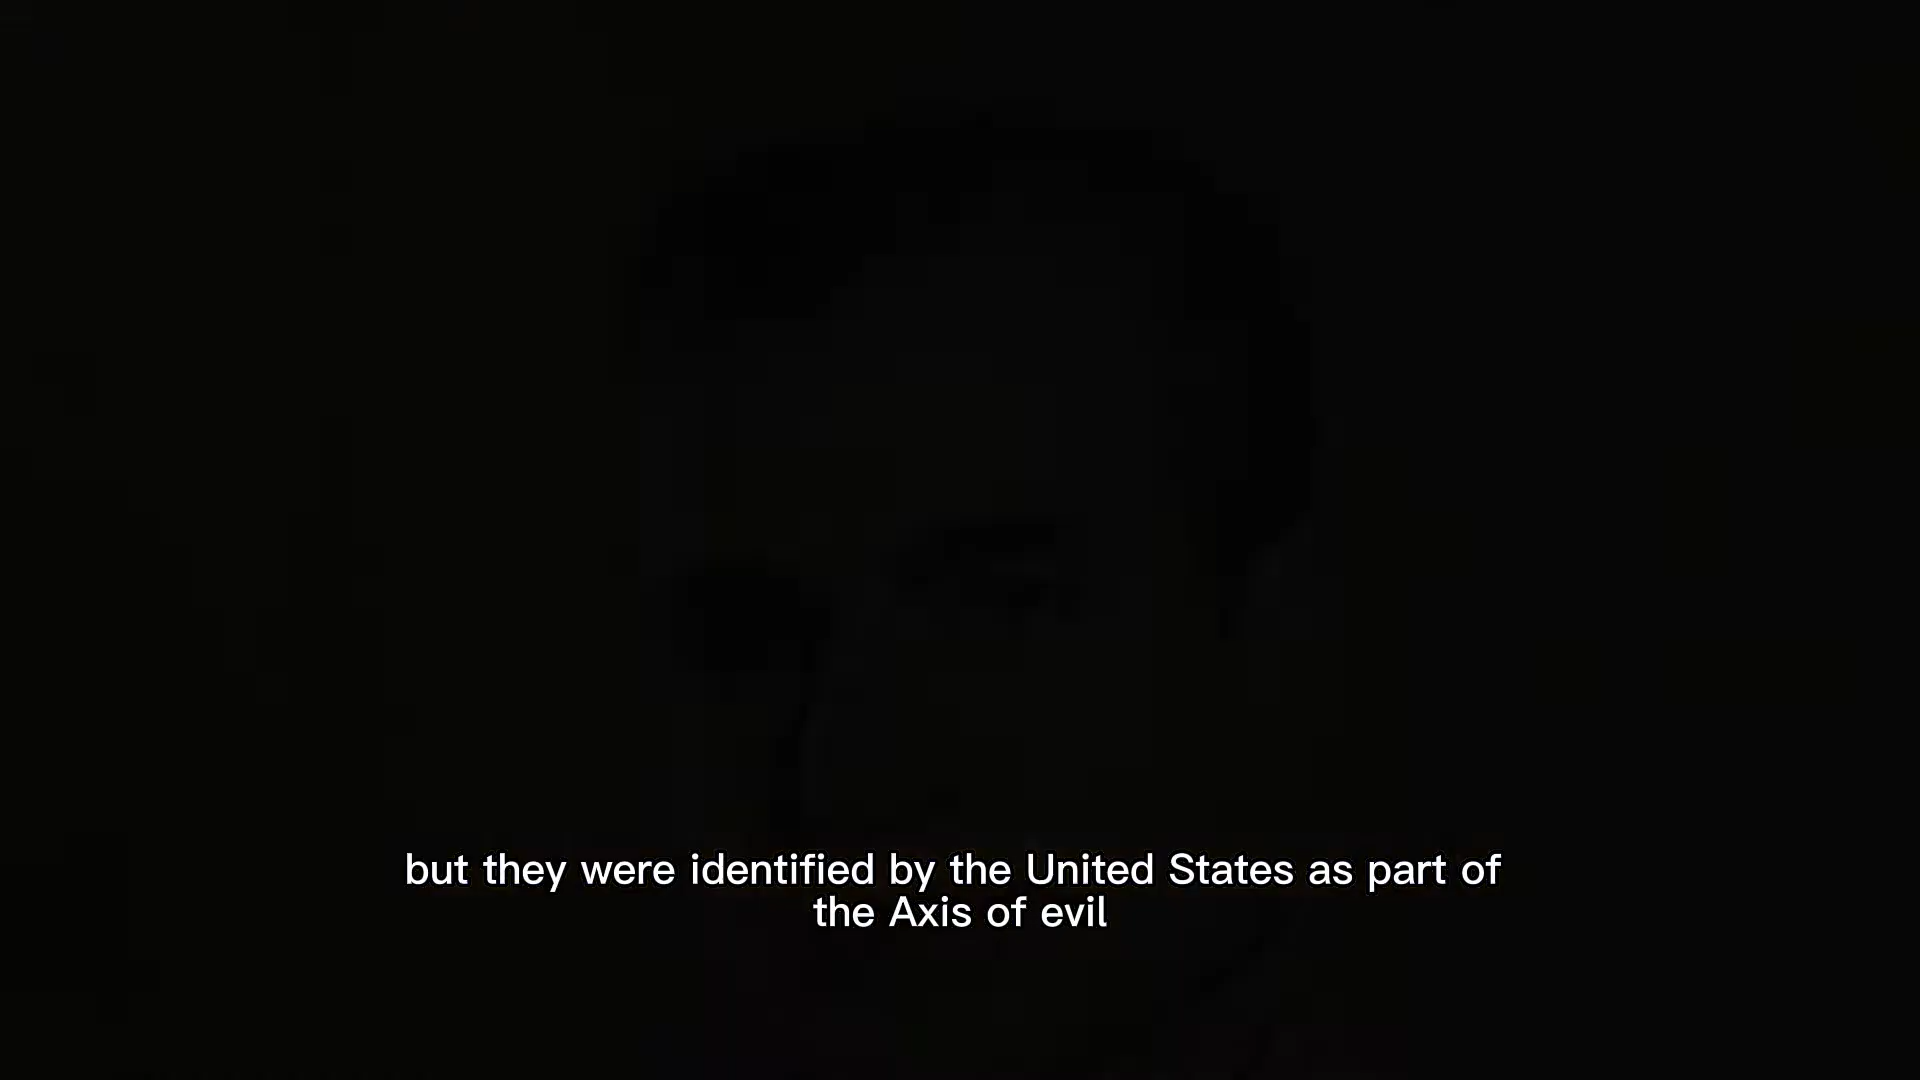 but they were identified by the United States as part of
the Axis of evil